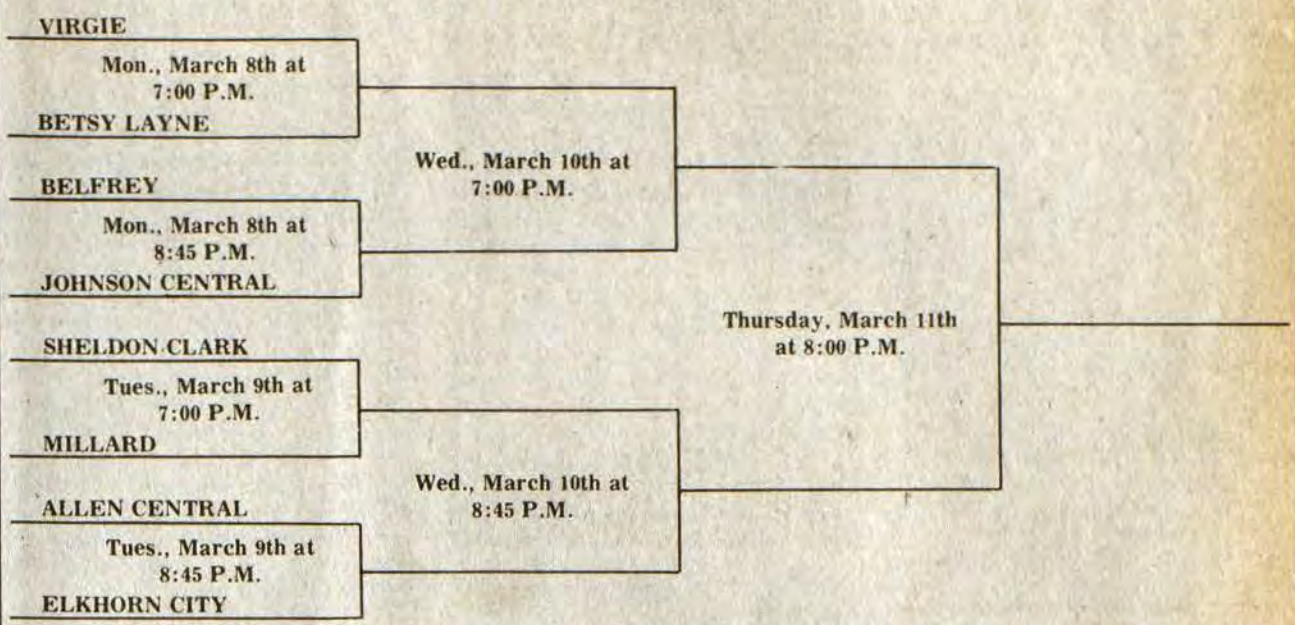 VIRGIE
Mon., March 8th at
7:00 P.M.
BETSY LAYNE
BELFREY
Mon., March 8th at
8:45 P.M.
JOHNSON CENTRAL
SHELDON CLARK
Tues., March 9th at
7:00 P.M.
MILLARD
ALLEN CENTRAL
Tues., March 9th at
8:45 P.M.
ELKHORN CITY
Wed., March 10th at
7:00 P.M.
Wed., March 10th at
8:45 P.M.
Thursday, March 11th
at 8:00 P.M.